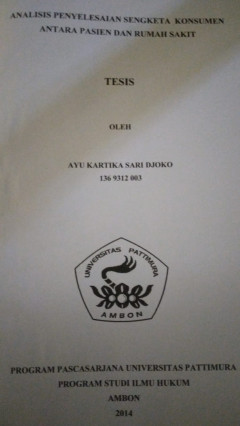 ANALISIS PENYELESAIAN SENGKETA KONSUMEN
ANTARA PASIEN DAN RUMAH SAKIT
TESIS
OLEH
AYU KARTIKA SARI DJOKO
136 9312 003
UNIVERSITAS PATTIMURA
AMBON
PROGRAM PASCASARJANA UNIVERSITAS PATTIMURA
PROGRAM STUDI ILMU HUKUM
AMBON
2014